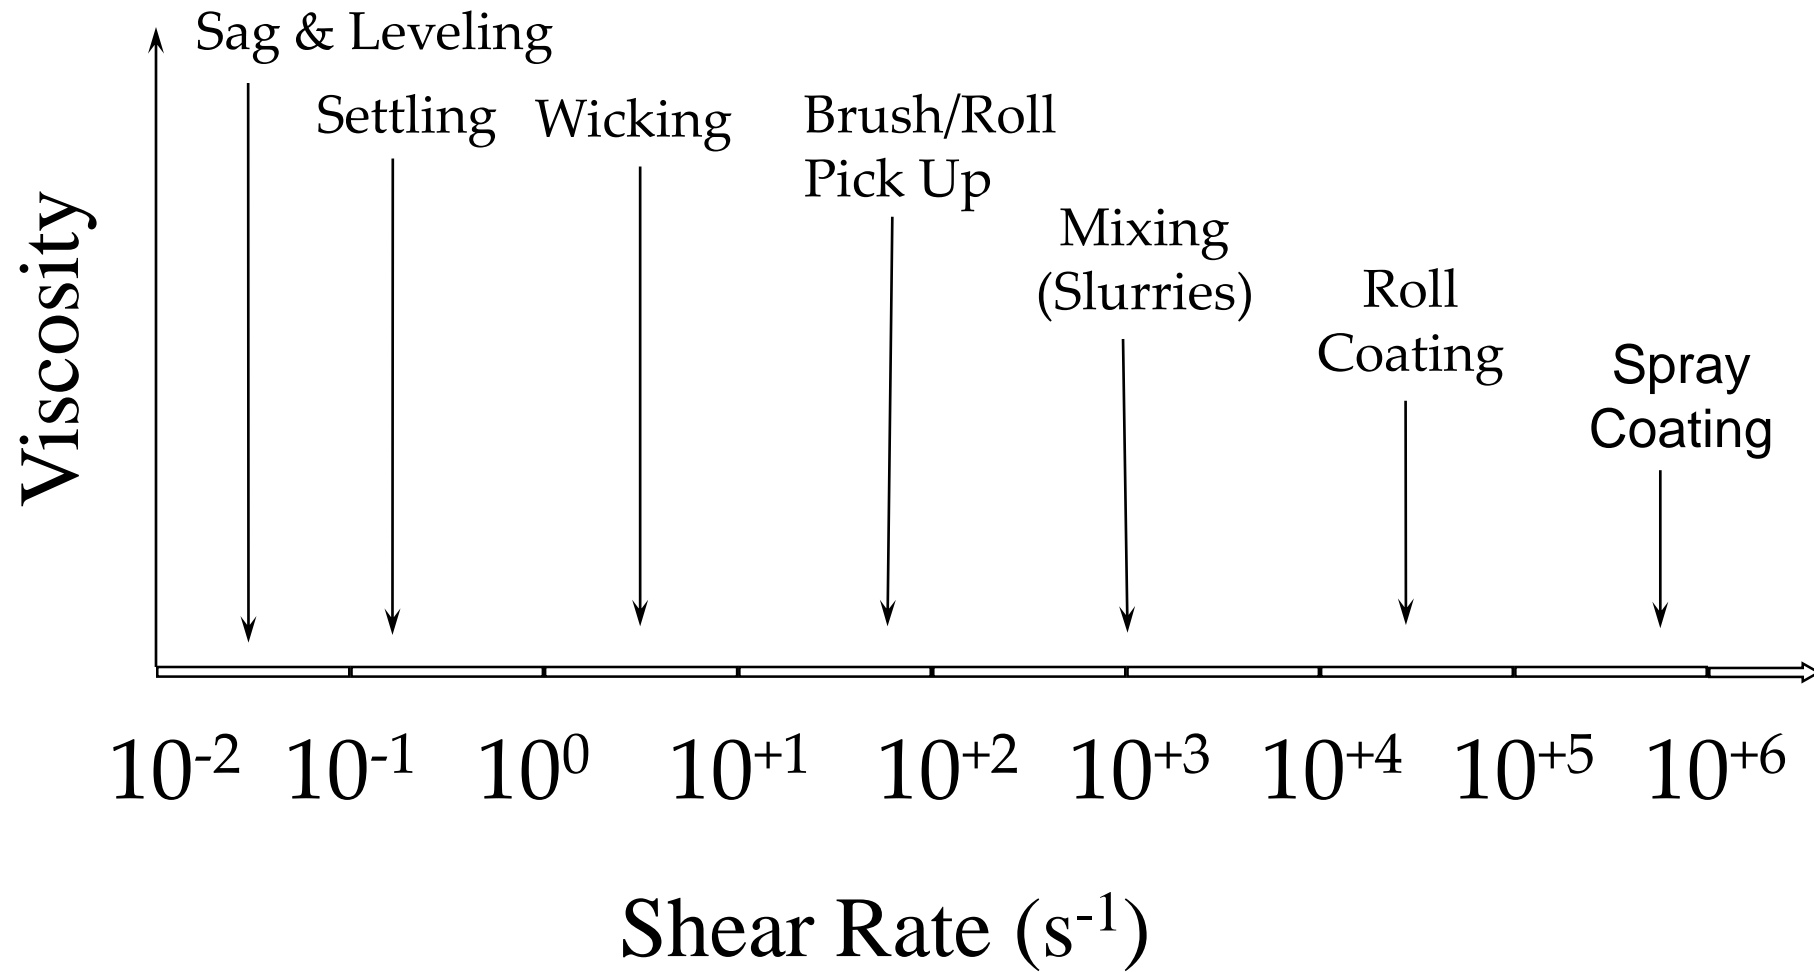 Sag & Leveling
Settling
Wicking
Brush/Roll
Pick Up
Mixing
(Slurries)
Roll
Coating
Spray
Coating
Viscosity
10⁻²
10⁻¹
10⁰
10⁺¹
10⁺²
10⁺³
10⁺⁴
10⁺⁵
10⁺⁶
Shear Rate (s⁻¹)